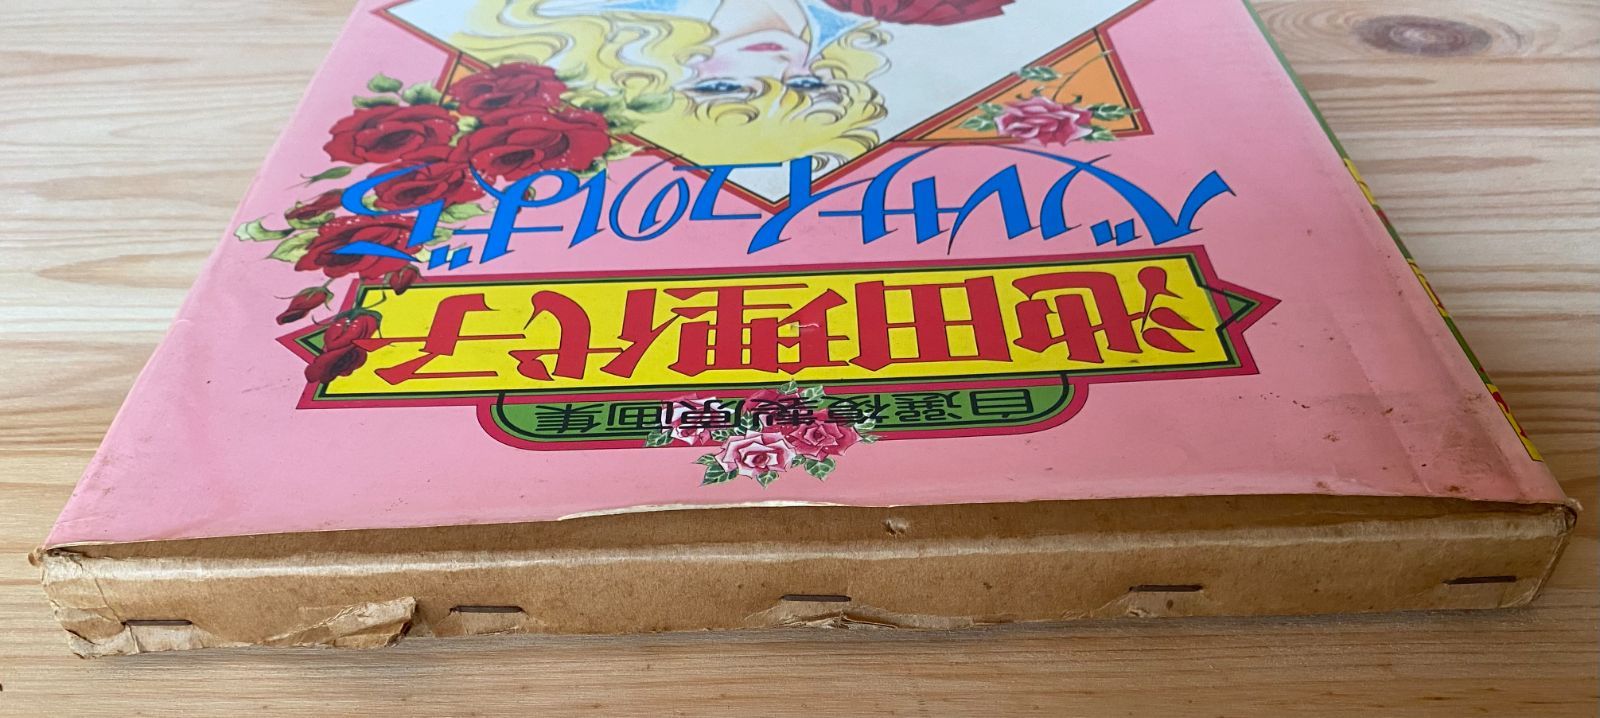 自選複製原画集
池田理代子
ベルサイユのばら